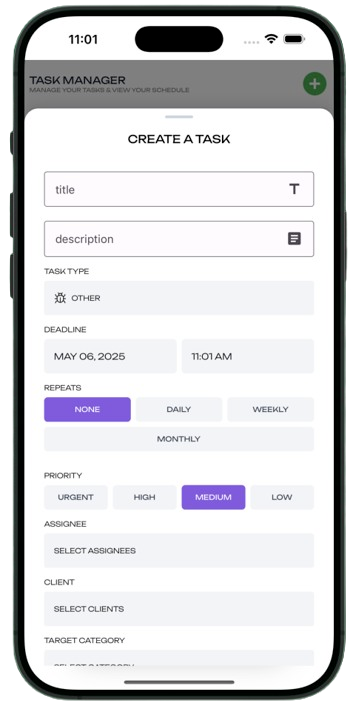 11:01
TASK MANAGER
MANAGE YOUR TASKS & VIEW YOUR SCHEDULE
CREATE A TASK
title
description
TASK TYPE
OTHER
DEADLINE
MAY 06, 2025 11:01 AM
REPEATS
NONE DAILY WEEKLY
MONTHLY
PRIORITY
URGENT HIGH MEDIUM LOW
ASSIGNEE
SELECT ASSIGNEES
CLIENT
SELECT CLIENTS
TARGET CATEGORY
SELECT CATEGORY